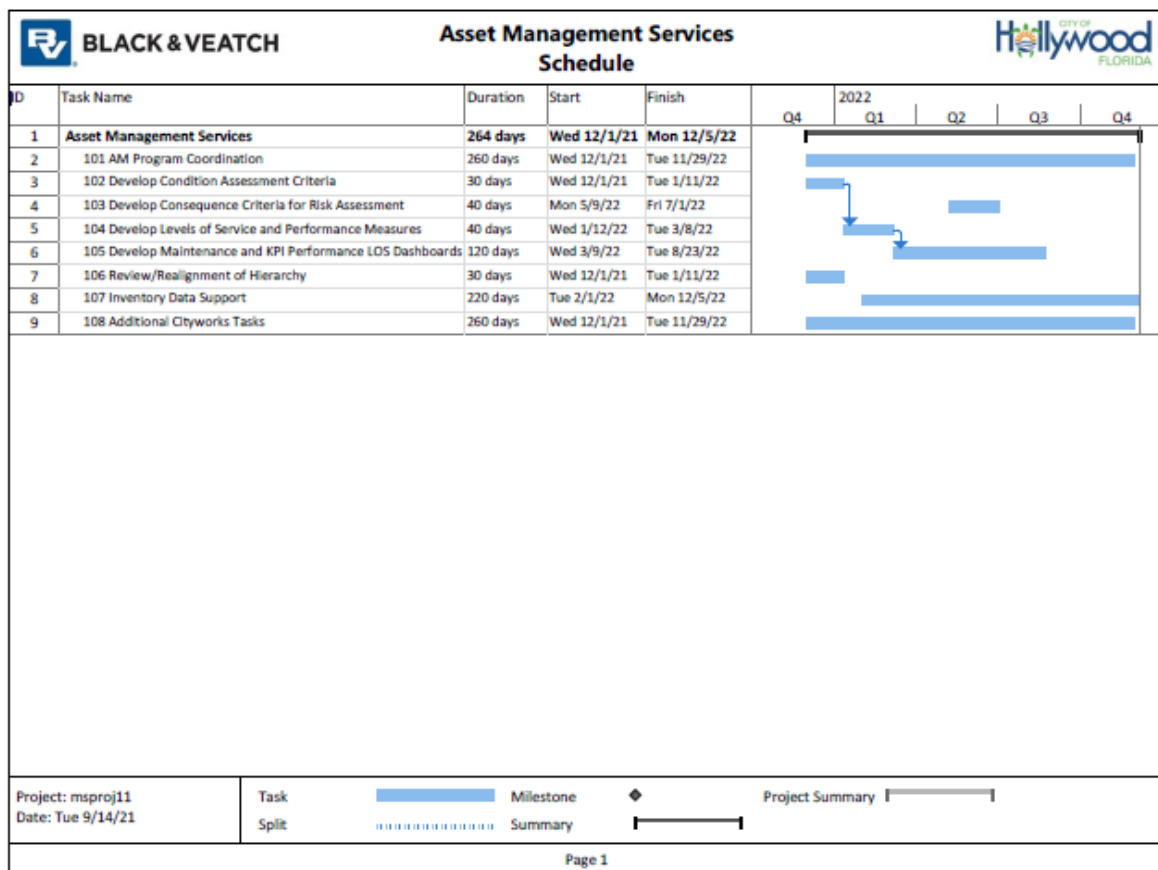 BV BLACK & VEATCH
Asset Management Services
Schedule
CITY OF
Hollywood
FLORIDA
ID Task Name Duration Start Finish 2022
Q4 Q1 Q2 Q3 Q4
1 Asset Management Services 264 days Wed 12/1/21 Mon 12/5/22
2 101 AM Program Coordination 260 days Wed 12/1/21 Tue 11/29/22
3 102 Develop Condition Assessment Criteria 30 days Wed 12/1/21 Tue 1/11/22
4 103 Develop Consequence Criteria for Risk Assessment 40 days Mon 5/9/22 Fri 7/1/22
5 104 Develop Levels of Service and Performance Measures 40 days Wed 1/12/22 Tue 3/8/22
6 105 Develop Maintenance and KPI Performance LOS Dashboards 120 days Wed 3/9/22 Tue 8/23/22
7 106 Review/Realignment of Hierarchy 30 days Wed 12/1/21 Tue 1/11/22
8 107 Inventory Data Support 220 days Tue 2/1/22 Mon 12/5/22
9 108 Additional Cityworks Tasks 260 days Wed 12/1/21 Tue 11/29/22
Project: msproj11
Date: Tue 9/14/21
Task Milestone Project Summary
Split Summary
Page 1